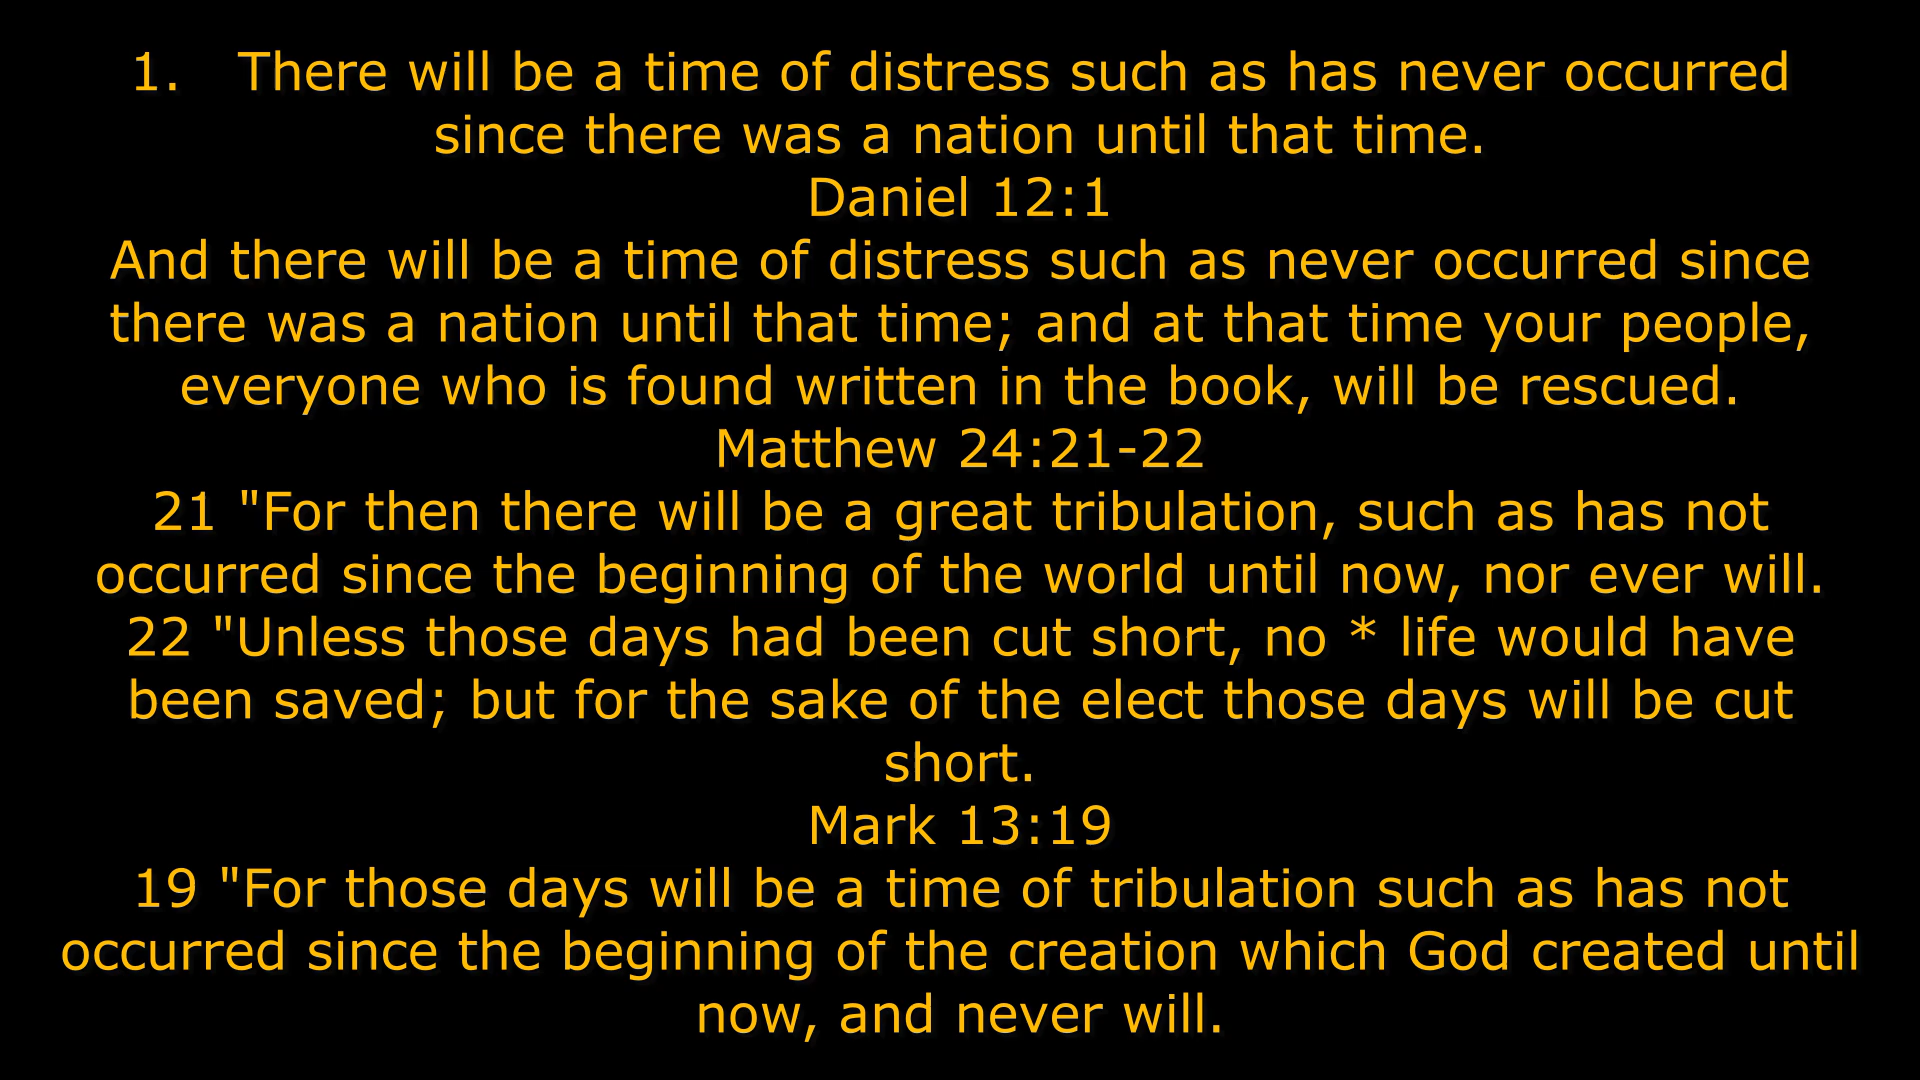 1. There will be a time of distress such as has never occurred
since there was a nation until that time.
Daniel 12:1
And there will be a time of distress such as never occurred since
there was a nation until that time; and at that time your people,
everyone who is found written in the book, will be rescued.
Matthew 24:21-22
21 "For then there will be a great tribulation, such as has not
occurred since the beginning of the world until now, nor ever will.
22 "Unless those days had been cut short, no * life would have
been saved; but for the sake of the elect those days will be cut
short.
Mark 13:19
19 "For those days will be a time of tribulation such as has not
occurred since the beginning of the creation which God created until
now, and never will.